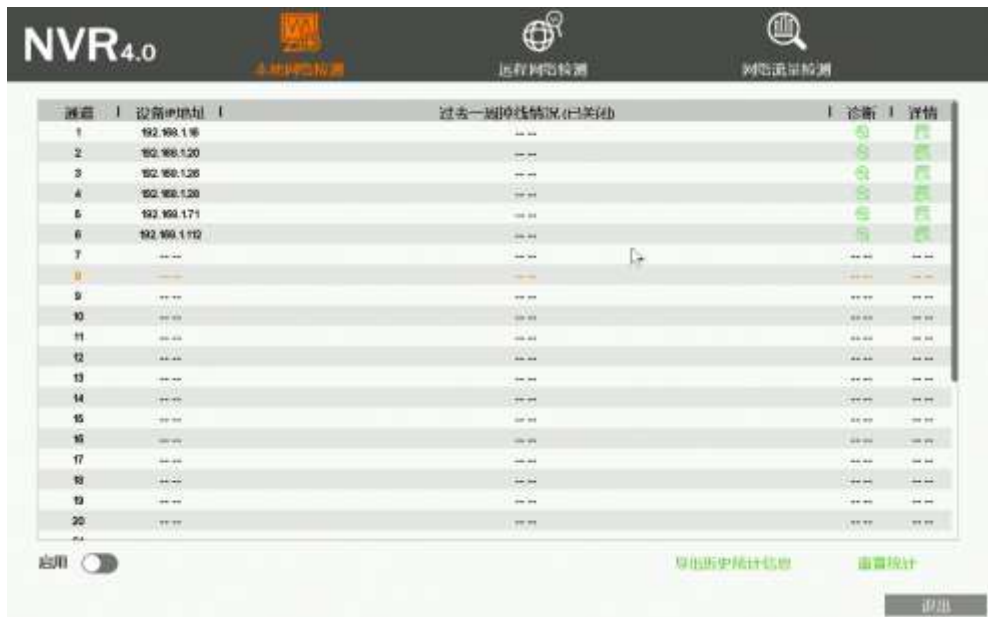 NVR4.0
本地网络检测
远程网络检测
网络流量检测
通道 设备IP地址 过去一周掉线情况(已关闭) 诊断 详情
1 192.168.1.16 -- --
2 192.168.1.20 -- --
3 192.168.1.26 -- --
4 192.168.1.28 -- --
5 192.168.1.71 -- --
6 192.168.1.112 -- --
7 -- -- -- -- -- -- -- --
8 -- -- -- -- -- -- -- --
9 -- -- -- -- -- -- -- --
10 -- -- -- -- -- -- -- --
11 -- -- -- -- -- -- -- --
12 -- -- -- -- -- -- -- --
13 -- -- -- -- -- -- -- --
14 -- -- -- -- -- -- -- --
15 -- -- -- -- -- -- -- --
16 -- -- -- -- -- -- -- --
17 -- -- -- -- -- -- -- --
18 -- -- -- -- -- -- -- --
19 -- -- -- -- -- -- -- --
20 -- -- -- -- -- -- -- --
启用
导出历史统计信息
重置统计
退出